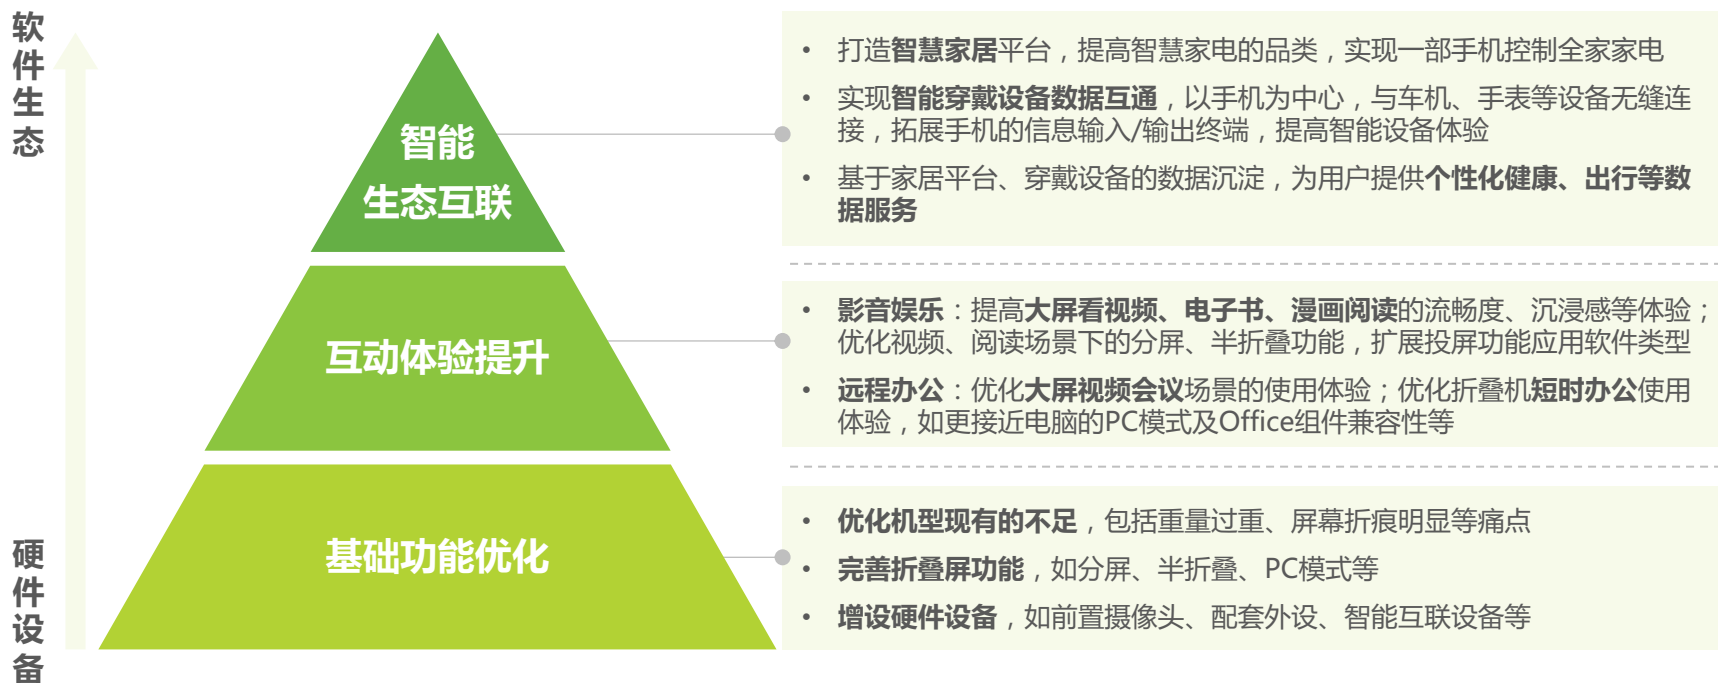 软件生态
智能
生态互联
• 打造智慧家居平台，提高智慧家电的品类，实现一部手机控制全家家电
• 实现智能穿戴设备数据互通，以手机为中心，与车机、手表等设备无缝连
接，拓展手机的信息输入/输出终端，提高智能设备体验
• 基于家居平台、穿戴设备的数据沉淀，为用户提供个性化健康、出行等数
据服务
互动体验提升
• 影音娱乐：提高大屏看视频、电子书、漫画阅读的流畅度、沉浸感等体验；
优化视频、阅读场景下的分屏、半折叠功能，扩展投屏功能应用软件类型
• 远程办公：优化大屏视频会议场景的使用体验；优化折叠机短时办公使用
体验，如更接近电脑的PC模式及Office组件兼容性等
硬件设备
基础功能优化
• 优化机型现有的不足，包括重量过重、屏幕折痕明显等痛点
• 完善折叠屏功能，如分屏、半折叠、PC模式等
• 增设硬件设备，如前置摄像头、配套外设、智能互联设备等